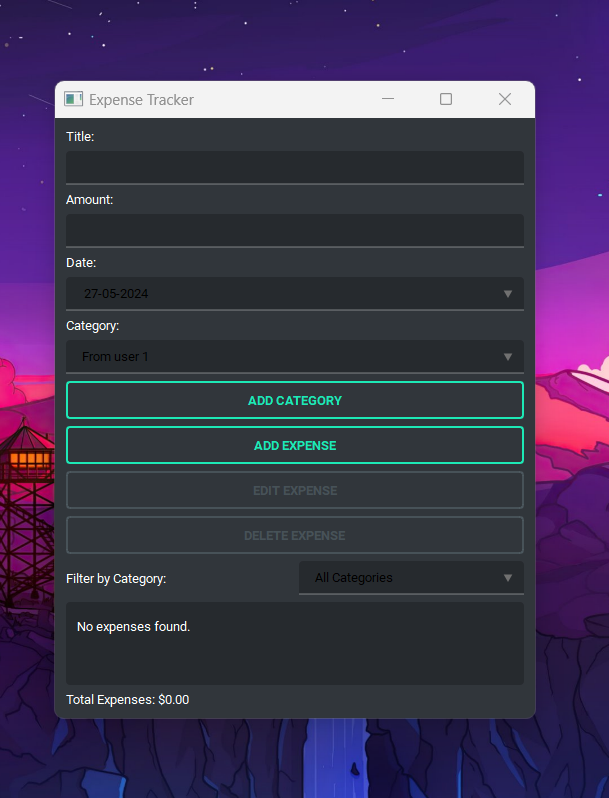 Expense Tracker
Title:
Amount:
Date:
27-05-2024
Category:
From user 1
ADD CATEGORY
ADD EXPENSE
EDIT EXPENSE
DELETE EXPENSE
Filter by Category: All Categories
No expenses found.
Total Expenses: $0.00